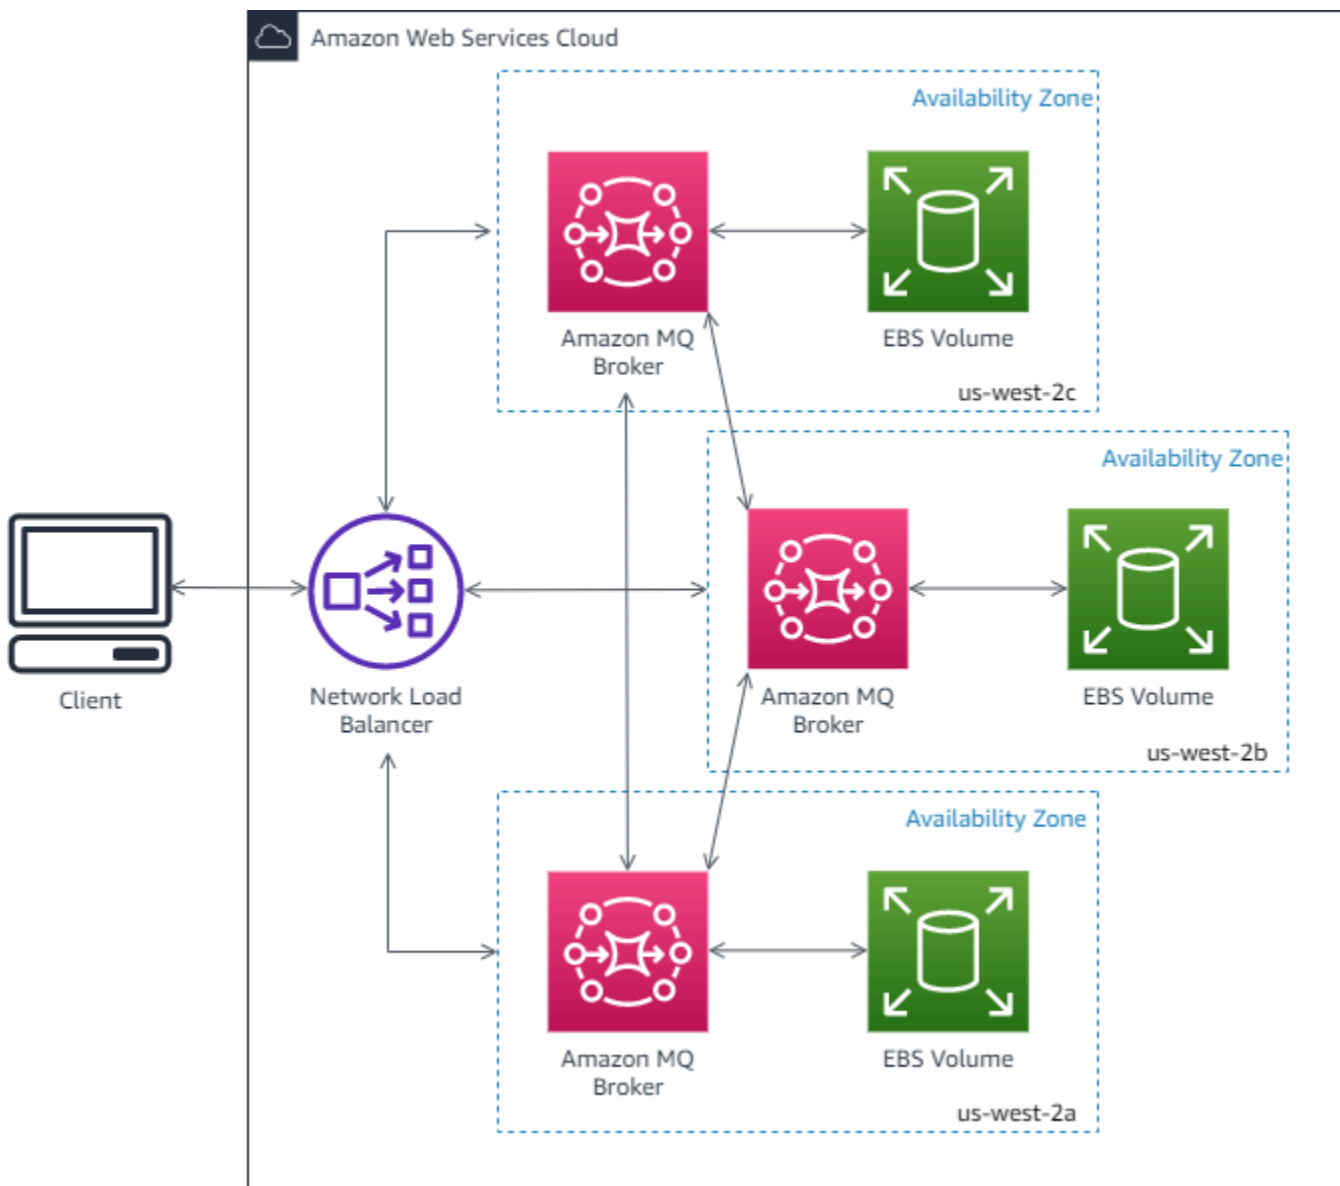 Amazon Web Services Cloud
Availability Zone
Amazon MQ
Broker
EBS Volume
us-west-2c
Availability Zone
Client
Network Load
Balancer
Amazon MQ
Broker
EBS Volume
us-west-2b
Availability Zone
Amazon MQ
Broker
EBS Volume
us-west-2a